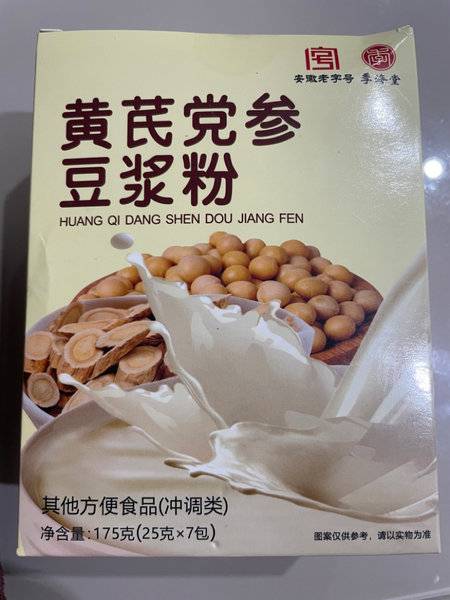 安徽老字号 季济堂
黄芪党参
豆浆粉
HUANG QI DANG SHEN DOU JIANG FEN
其他方便食品(冲调类)
净含量:175克(25克×7包)
图案仅供参考，请以实物为准